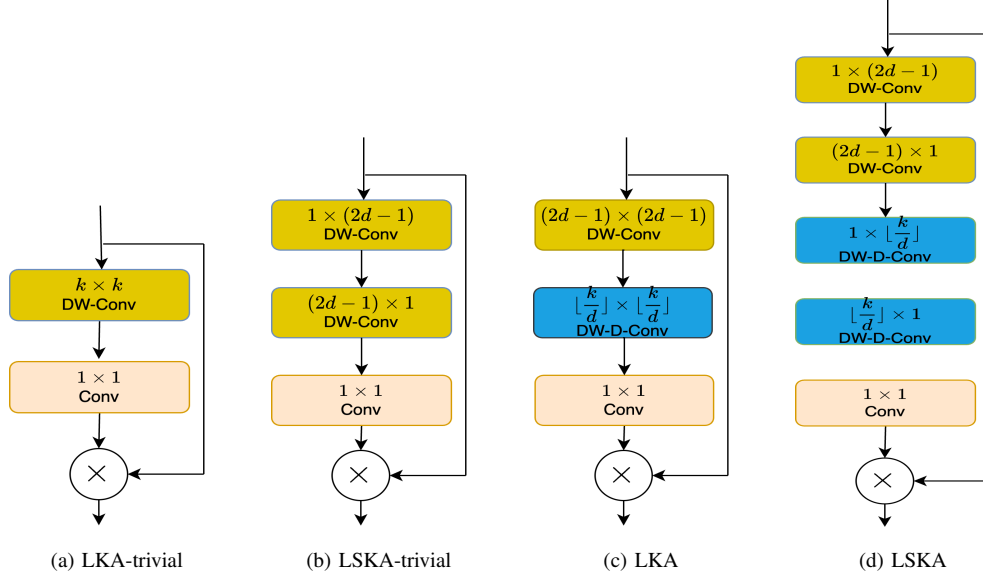 k × k
DW-Conv
1 × 1
Conv
×
(a) LKA-trivial
1 × (2d − 1)
DW-Conv
(2d − 1) × 1
DW-Conv
1 × 1
Conv
×
(b) LSKA-trivial
(2d − 1) × (2d − 1)
DW-Conv
⌊k/d⌋ × ⌊k/d⌋
DW-D-Conv
1 × 1
Conv
×
(c) LKA
1 × (2d − 1)
DW-Conv
(2d − 1) × 1
DW-Conv
1 × ⌊k/d⌋
DW-D-Conv
⌊k/d⌋ × 1
DW-D-Conv
1 × 1
Conv
×
(d) LSKA